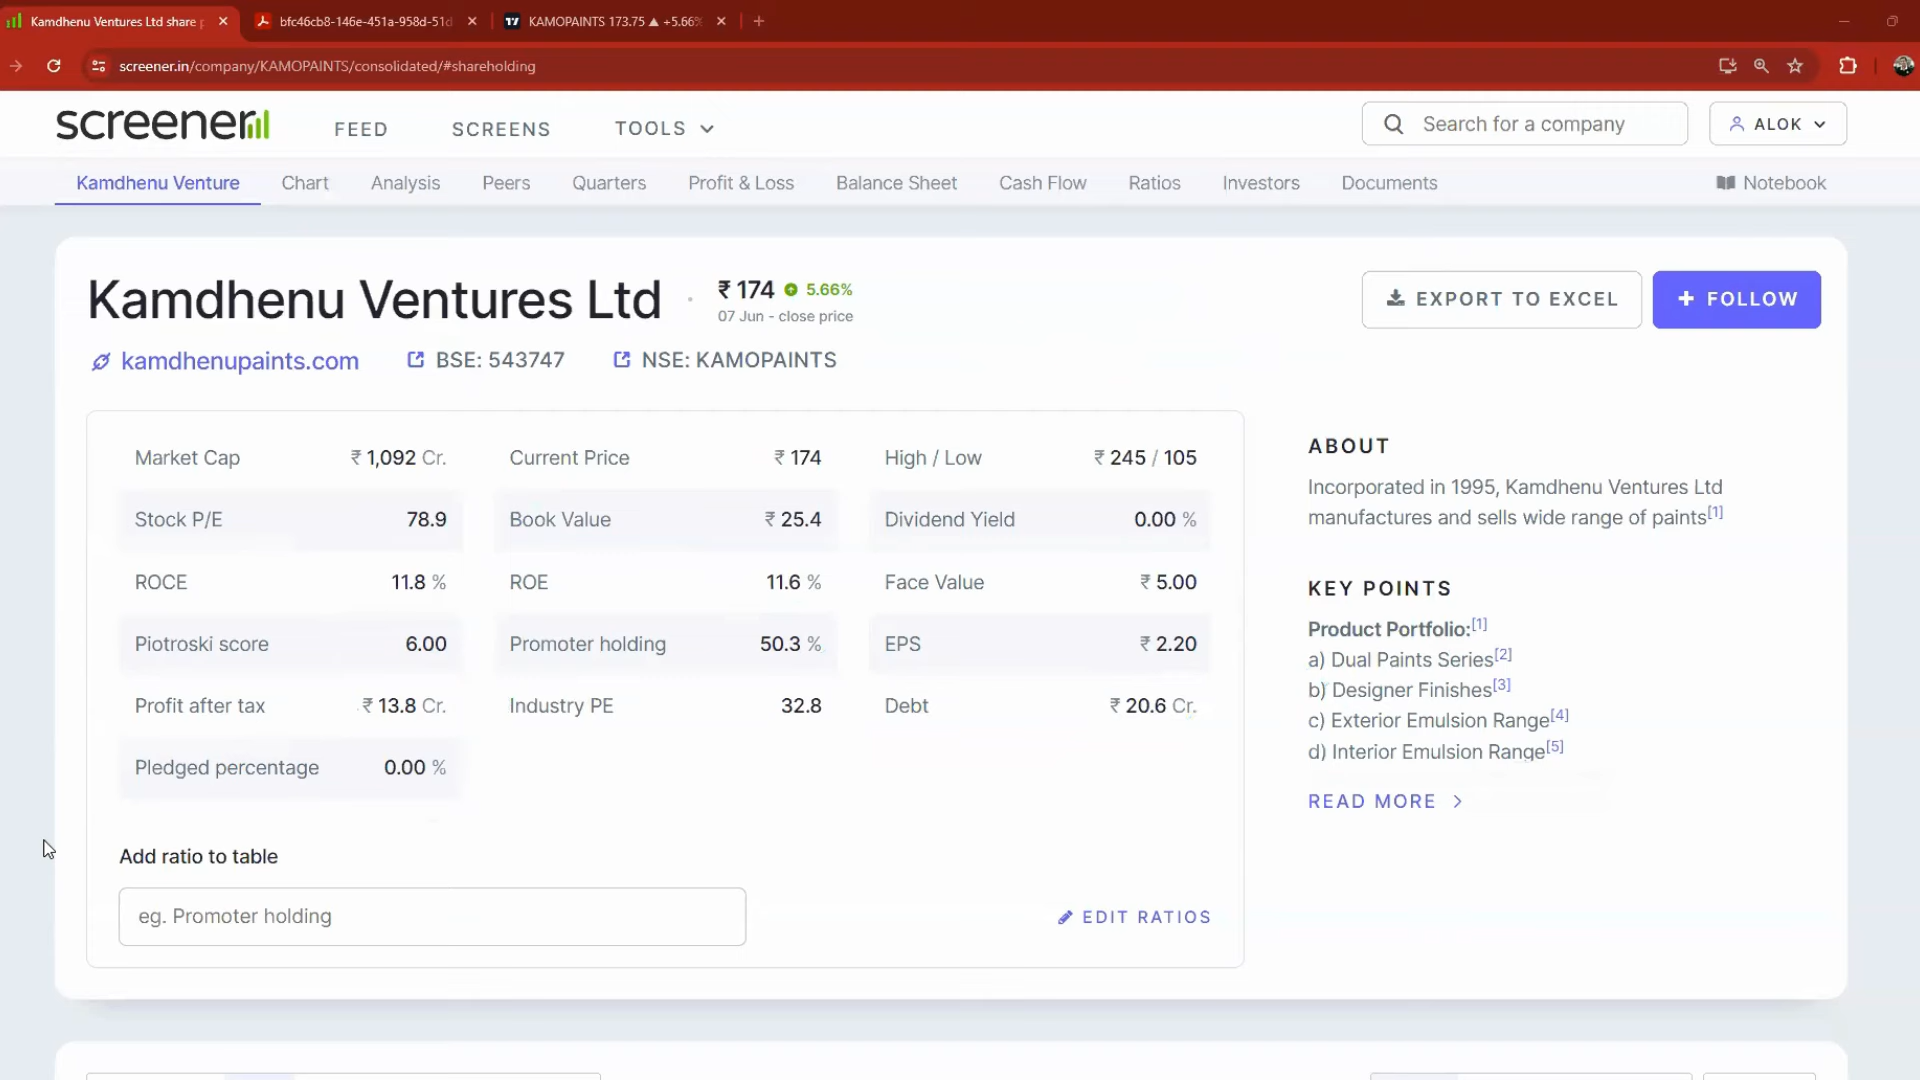 Kamdhenu Ventures Ltd share p
bfc46cb8-146e-451a-958d-51d
KAMOPAINTS 173.75 ▲ +5.66%
screener.in/company/KAMOPAINTS/consolidated/#shareholding
screener
FEED
SCREENS
TOOLS
Search for a company
ALOK
Kamdhenu Venture
Chart
Analysis
Peers
Quarters
Profit & Loss
Balance Sheet
Cash Flow
Ratios
Investors
Documents
Notebook
Kamdhenu Ventures Ltd
₹ 174 5.66%
07 Jun - close price
EXPORT TO EXCEL
+ FOLLOW
kamdhenupaints.com
BSE: 543747
NSE: KAMOPAINTS
Market Cap ₹ 1,092 Cr.
Current Price ₹ 174
High / Low ₹ 245 / 105
Stock P/E 78.9
Book Value ₹ 25.4
Dividend Yield 0.00 %
ROCE 11.8 %
ROE 11.6 %
Face Value ₹ 5.00
Piotroski score 6.00
Promoter holding 50.3 %
EPS ₹ 2.20
Profit after tax ₹ 13.8 Cr.
Industry PE 32.8
Debt ₹ 20.6 Cr.
Pledged percentage 0.00 %
Add ratio to table
eg. Promoter holding
EDIT RATIOS
ABOUT
Incorporated in 1995, Kamdhenu Ventures Ltd
manufactures and sells wide range of paints[1]
KEY POINTS
Product Portfolio:[1]
a) Dual Paints Series[2]
b) Designer Finishes[3]
c) Exterior Emulsion Range[4]
d) Interior Emulsion Range[5]
READ MORE